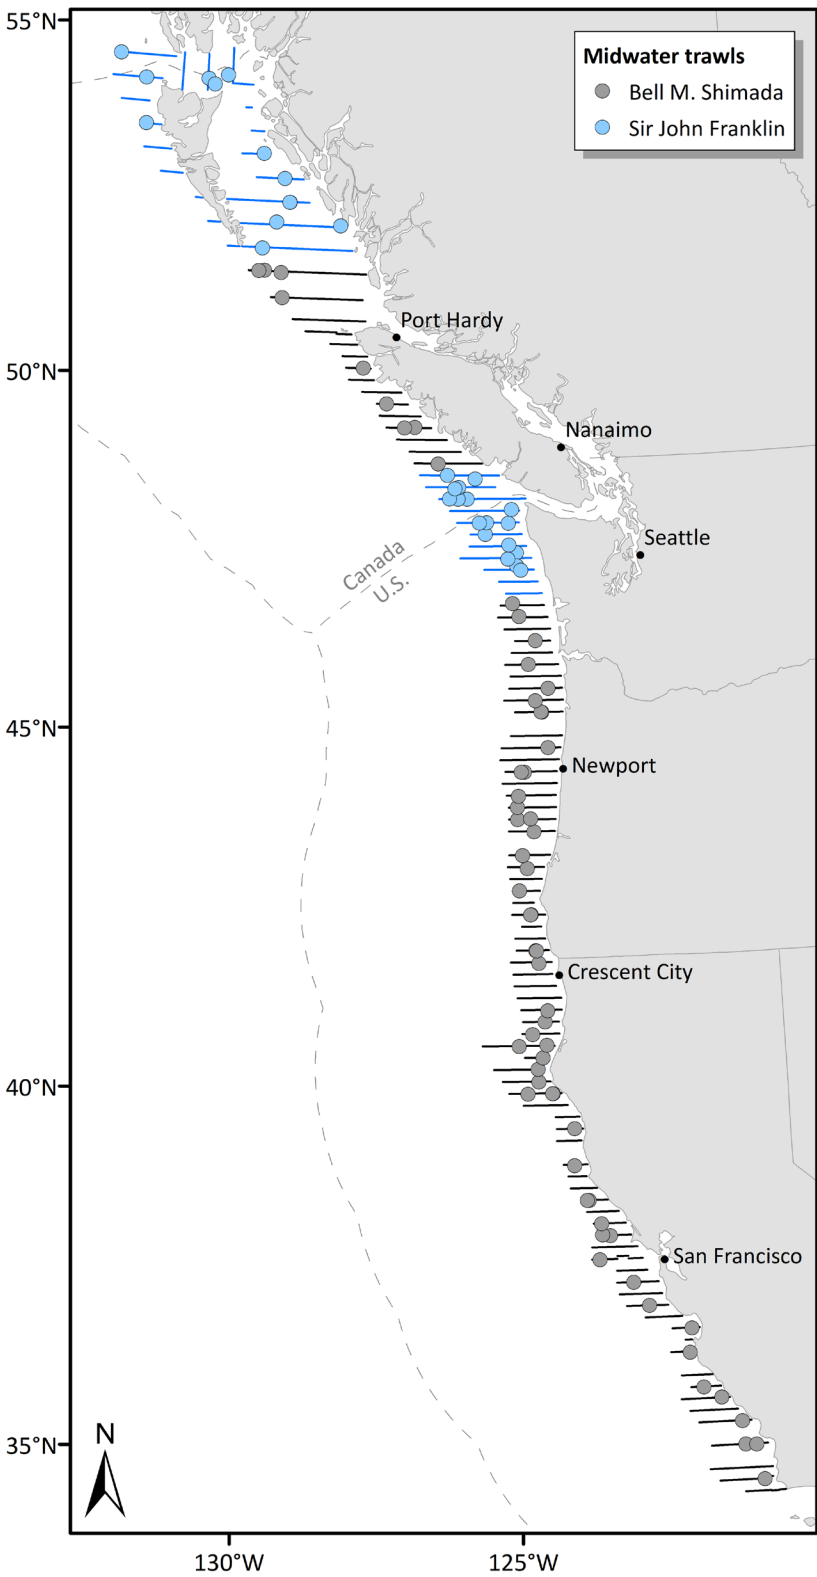 55°N
Midwater trawls
Bell M. Shimada
Sir John Franklin
Port Hardy
50°N
Nanaimo
Seattle
Canada
U.S.
45°N
Newport
Crescent City
40°N
San Francisco
N
35°N
130°W
125°W